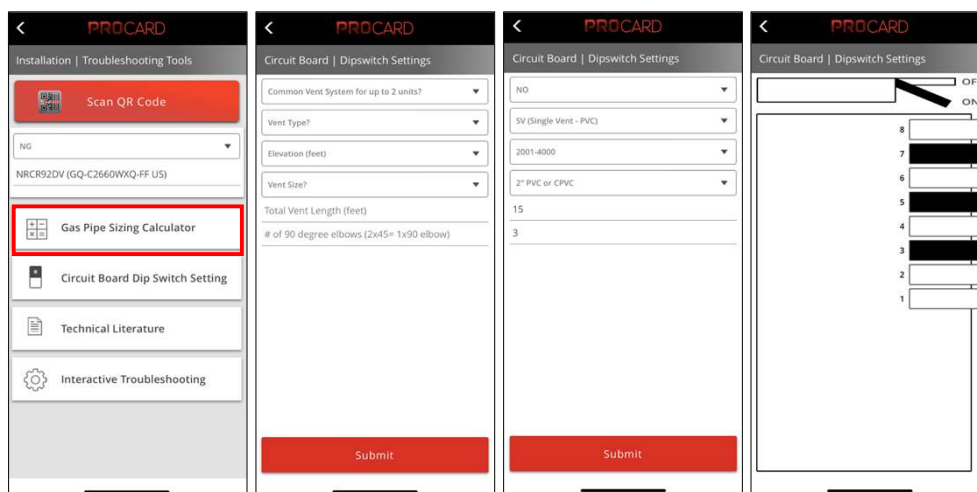 PROCARD
Installation | Troubleshooting Tools
Scan QR Code
NG
NRCR92DV (GQ-C2660WXQ-FF US)
Gas Pipe Sizing Calculator
Circuit Board Dip Switch Setting
Technical Literature
Interactive Troubleshooting
PROCARD
Circuit Board | Dipswitch Settings
Common Vent System for up to 2 units?
Vent Type?
Elevation (feet)
Vent Size?
Total Vent Length (feet)
# of 90 degree elbows (2x45= 1x90 elbow)
Submit
PROCARD
Circuit Board | Dipswitch Settings
NO
SV (Single Vent - PVC)
2001-4000
2" PVC or CPVC
15
3
Submit
PROCARD
Circuit Board | Dipswitch Settings
OF
ON
8
7
6
5
4
3
2
1